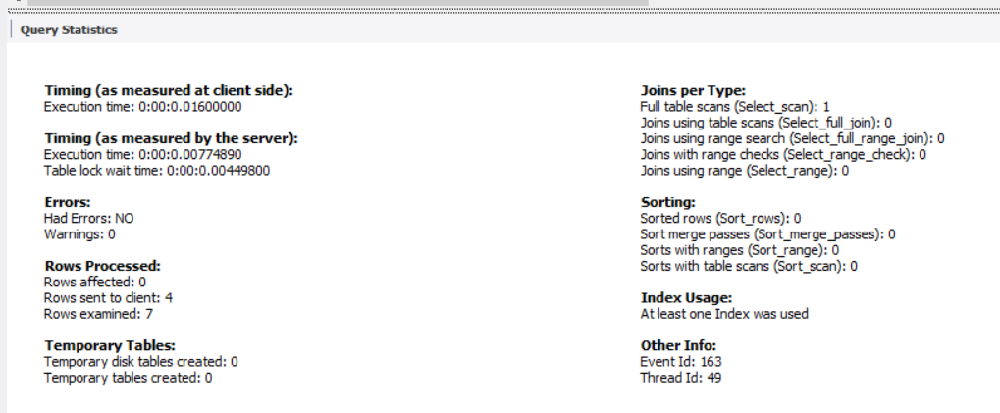 Query Statistics
Timing (as measured at client side):
Execution time: 0:00:0.01600000
Timing (as measured by the server):
Execution time: 0:00:0.00774890
Table lock wait time: 0:00:0.00449800
Errors:
Had Errors: NO
Warnings: 0
Rows Processed:
Rows affected: 0
Rows sent to client: 4
Rows examined: 7
Temporary Tables:
Temporary disk tables created: 0
Temporary tables created: 0
Joins per Type:
Full table scans (Select_scan): 1
Joins using table scans (Select_full_join): 0
Joins using range search (Select_full_range_join): 0
Joins with range checks (Select_range_check): 0
Joins using range (Select_range): 0
Sorting:
Sorted rows (Sort_rows): 0
Sort merge passes (Sort_merge_passes): 0
Sorts with ranges (Sort_range): 0
Sorts with table scans (Sort_scan): 0
Index Usage:
At least one Index was used
Other Info:
Event Id: 163
Thread Id: 49